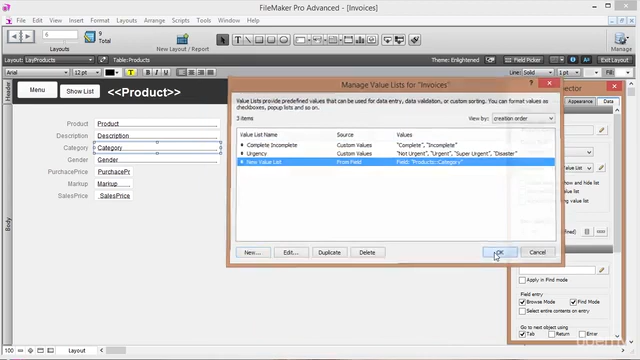 FileMaker Pro Advanced - [Invoices]
File Edit View Insert Format Arrange Scripts Tools Window Help
6
9
Total
Layouts
New Layout / Report
Manage
Layout: LayProducts
Theme: Enlightened
Field Picker
Exit Layout
Arial
12 pt
Line: Solid
Header
Menu
Show List
<<Product>>
Body
Product Product
Description Description
Category Category
Gender Gender
PurchasePrice PurchacePr
Markup Markup
SalesPrice SalesPrice
Manage Value Lists for "Invoices"
Value Lists provide predefined values that can be used for data entry, data validation, or custom sorting. You can format values as
checkboxes, popup lists and so on.
3 items
View by: creation order
Value List Name Source Values
Complete Incomplete Custom Values "Complete", "Incomplete"
Urgency Custom Values "Not Urgent", "Urgent", "Super Urgent", "Disaster"
New Value List From Field Field: "Products::Category"
New... Edit... Duplicate Delete OK Cancel
Appearance Data
Apply in Find mode
Field entry
Browse Mode Find Mode
Select entire contents on entry
Go to next object using
Tab Return Enter
100
Layout